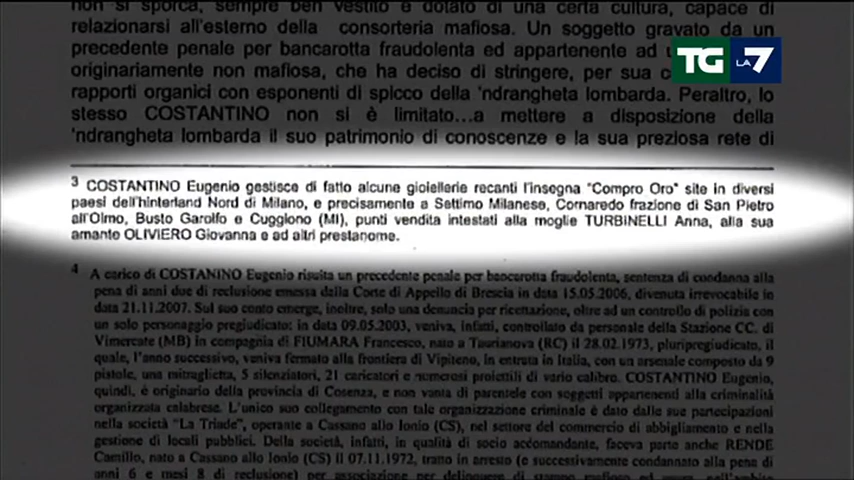 non si sporca, sempre ben vestito e dotato di una certa cultura, capace di
relazionarsi all'esterno della consorteria mafiosa. Un soggetto gravato da un
precedente penale per bancarotta fraudolenta ed appartenente ad u
originariamente non mafiosa, che ha deciso di stringere, per sua c
rapporti organici con esponenti di spicco della 'ndrangheta lombarda. Peraltro, lo
stesso COSTANTINO non si è limitato...a mettere a disposizione della
'ndrangheta lombarda il suo patrimonio di conoscenze e la sua preziosa rete di
TG LA 7
3 COSTANTINO Eugenio gestisce di fatto alcune gioiellerie recanti l'insegna "Compro Oro" site in diversi
paesi dell'hinterland Nord di Milano, e precisamente a Settimo Milanese, Cornaredo frazione di San Pietro
all'Olmo, Busto Garolfo e Cuggiono (MI), punti vendita intestati alla moglie TURBINELLI Anna, alla sua
amante OLIVIERO Giovanna e ad altri prestanome.
4 A carico di COSTANINO Eugenio risulta un precedente penale per bancarotta fraudolenta, sentenza di condanna alla
pena di anni due di reclusione emessa dalla Corte di Appello di Brescia in data 15.05.2006, divenuta irrevocabile in
data 21.11.2007. Sul suo conto emerge, inoltre, solo una denuncia per ricettazione, oltre ad un controllo di polizia con
un solo personaggio pregiudicato: in data 09.05.2003, veniva, infatti, controllato da personale della Stazione CC. di
Vimercate (MB) in compagnia di FIUMARA Francesco, nato a Taurianova (RC) il 28.02.1973, pluripregiudicato, il
quale, l'anno successivo, veniva fermato alla frontiera di Vipiteno, in entrata in Italia, con un arsenale composto da 9
pistole, una mitraglietta, 5 silenziatori, 21 caricatori e numerosi proiettili di vario calibro. COSTANTINO Eugenio,
quindi, è originario della provincia di Cosenza, e non vanta di parentele con soggetti appartenenti alla criminalità
organizzata calabrese. L'unico suo collegamento con tale organizzazione criminale è dato dalle sue partecipazioni
nella società "La Triade", operante a Cassano allo Ionio (CS), nel settore del commercio di abbigliamento e nella
gestione di locali pubblici. Della società, infatti, in qualità di socio accomandante, faceva parte anche RENDE
Camillo, nato a Cassano allo Ionio (CS) il 07.11.1972, tratto in arresto (e successivamente condannato alla pena di
anni 6 e mesi 8 di reclusione) per associazione per delinquere di stampo mafioso ed